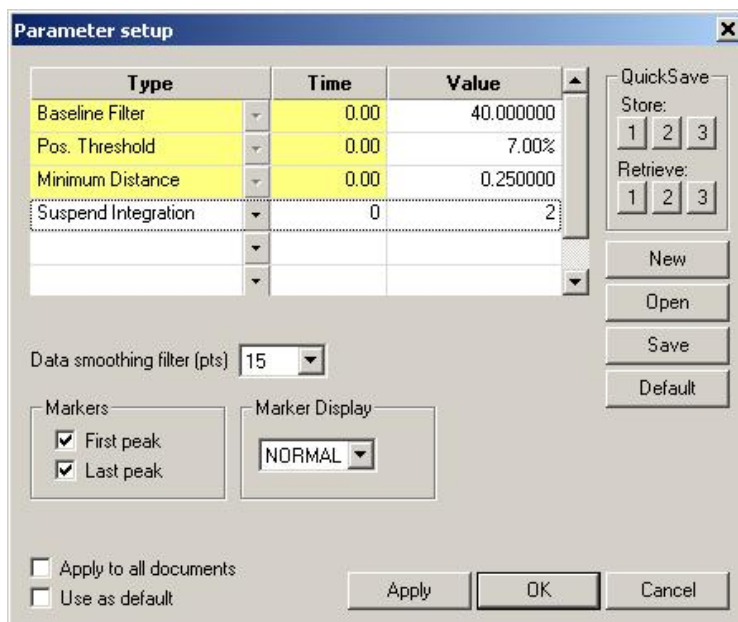 Parameter setup
Type Time Value
Baseline Filter 0.00 40.000000
Pos. Threshold 0.00 7.00%
Minimum Distance 0.00 0.250000
Suspend Integration 0 2
QuickSave
Store:
1 2 3
Retrieve:
1 2 3
New
Open
Save
Default
Data smoothing filter (pts) 15
Markers
First peak
Last peak
Marker Display
NORMAL
Apply to all documents
Use as default
Apply OK Cancel